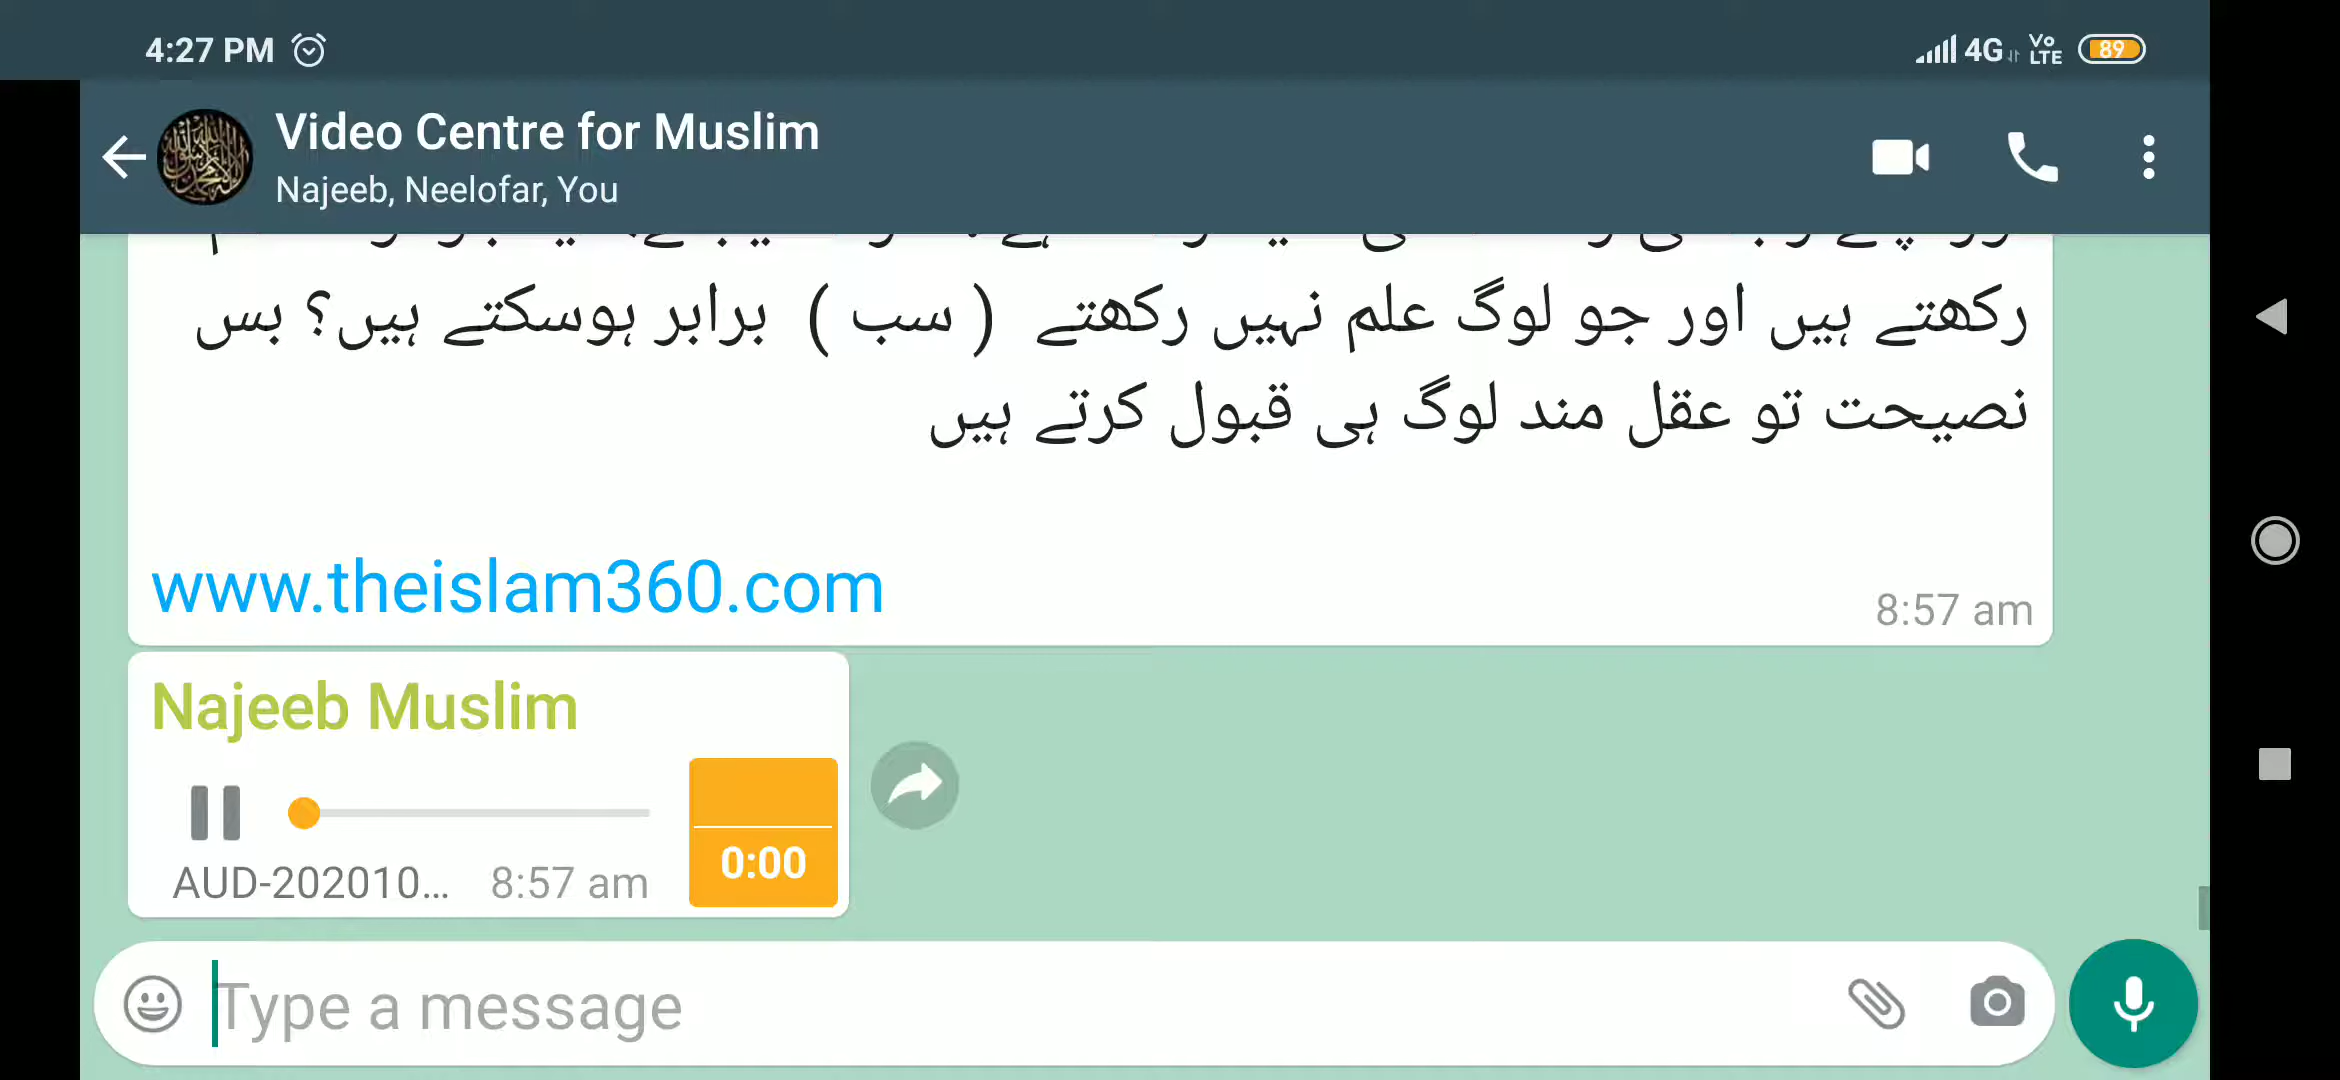 4:27 PM
4G Vo LTE 89
Video Centre for Muslim
Najeeb, Neelofar, You
رکھتے ہیں اور جو لوگ علم نہیں رکھتے ( سب ) برابر ہوسکتے ہیں؟ بس
نصیحت تو عقل مند لوگ ہی قبول کرتے ہیں
www.theislam360.com
8:57 am
Najeeb Muslim
0:00
AUD-202010... 8:57 am
Type a message